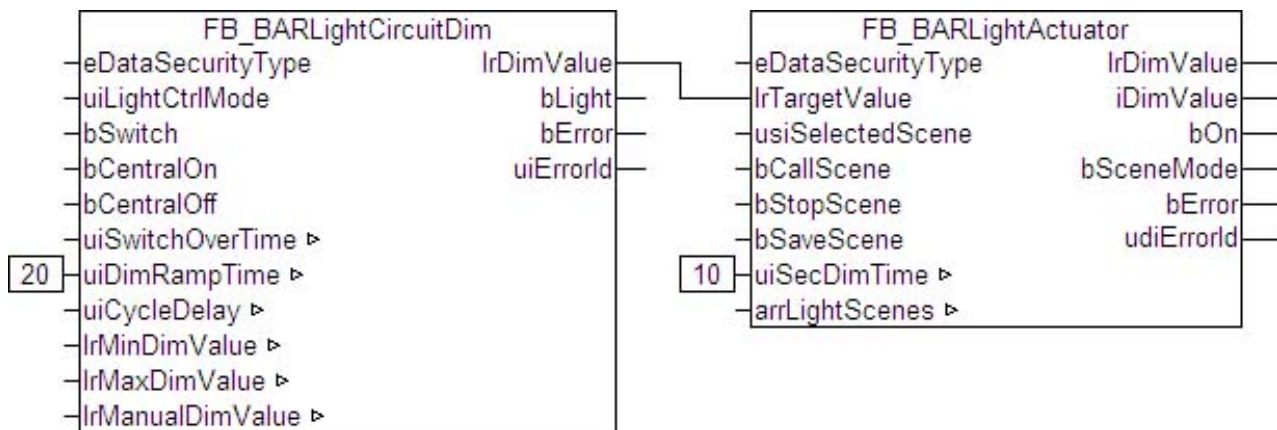 FB_BARLightCircuitDim
eDataSecurityType lrDimValue
uiLightCtrlMode bLight
bSwitch bError
bCentralOn uiErrorId
bCentralOff
uiSwitchOverTime
20 uiDimRampTime
uiCycleDelay
lrMinDimValue
lrMaxDimValue
lrManualDimValue
FB_BARLightActuator
eDataSecurityType lrDimValue
lrTargetValue iDimValue
usiSelectedScene bOn
bCallScene bSceneMode
bStopScene bError
bSaveScene udiErrorId
10 uiSecDimTime
arrLightScenes